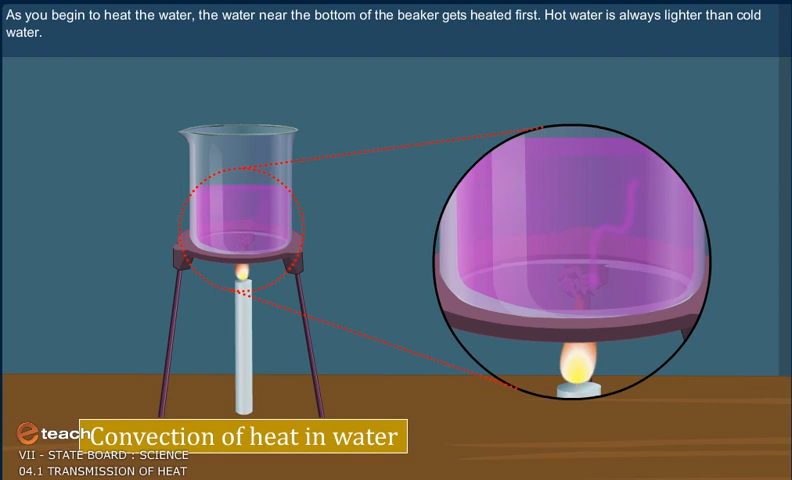 As you begin to heat the water, the water near the bottom of the beaker gets heated first. Hot water is always lighter than cold
water.
eteach
Convection of heat in water
VII - STATE BOARD : SCIENCE
04.1 TRANSMISSION OF HEAT